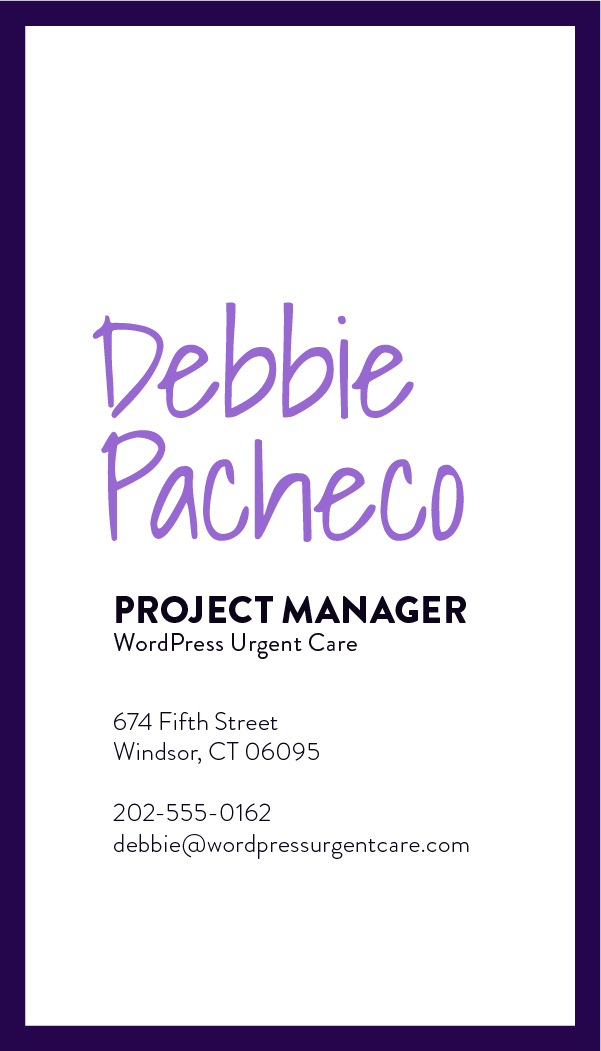 Debbie
Pacheco
PROJECT MANAGER
WordPress Urgent Care
674 Fifth Street
Windsor, CT 06095
202-555-0162
debbie@wordpressurgentcare.com